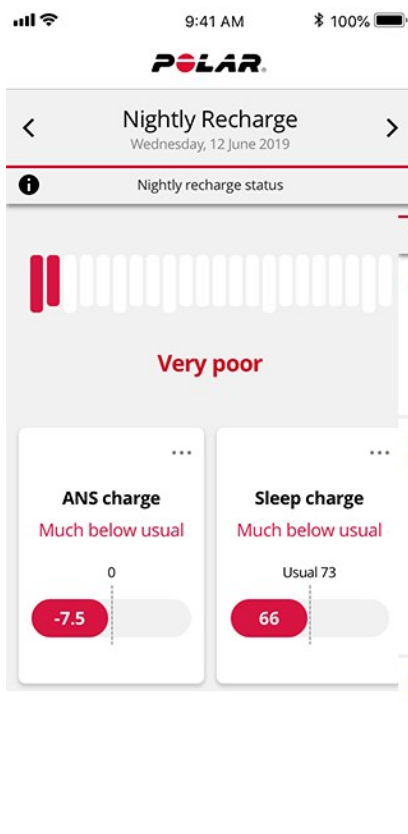 9:41 AM
100%
POLAR.
Nightly Recharge
Wednesday, 12 June 2019
Nightly recharge status
Very poor
ANS charge
Much below usual
0
-7.5
Sleep charge
Much below usual
Usual 73
66